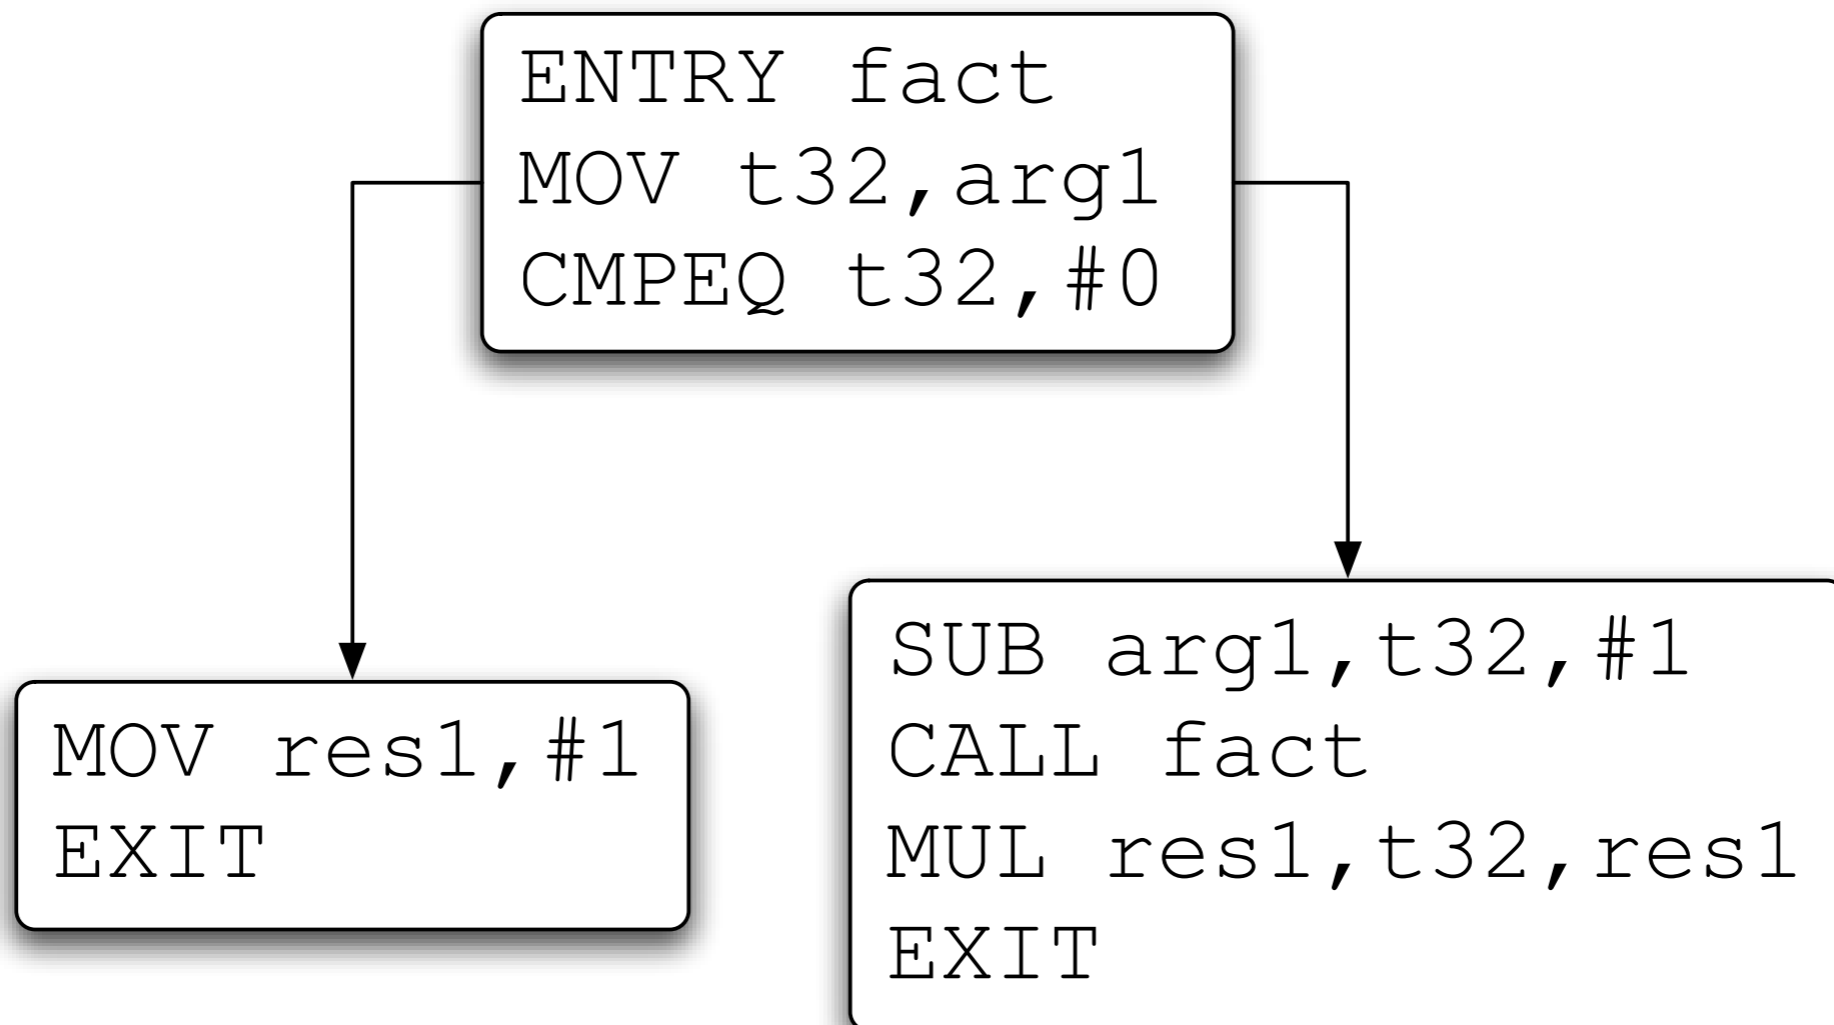 ENTRY fact
MOV t32,arg1
CMPEQ t32,#0
MOV res1,#1
EXIT
SUB arg1,t32,#1
CALL fact
MUL res1,t32,res1
EXIT